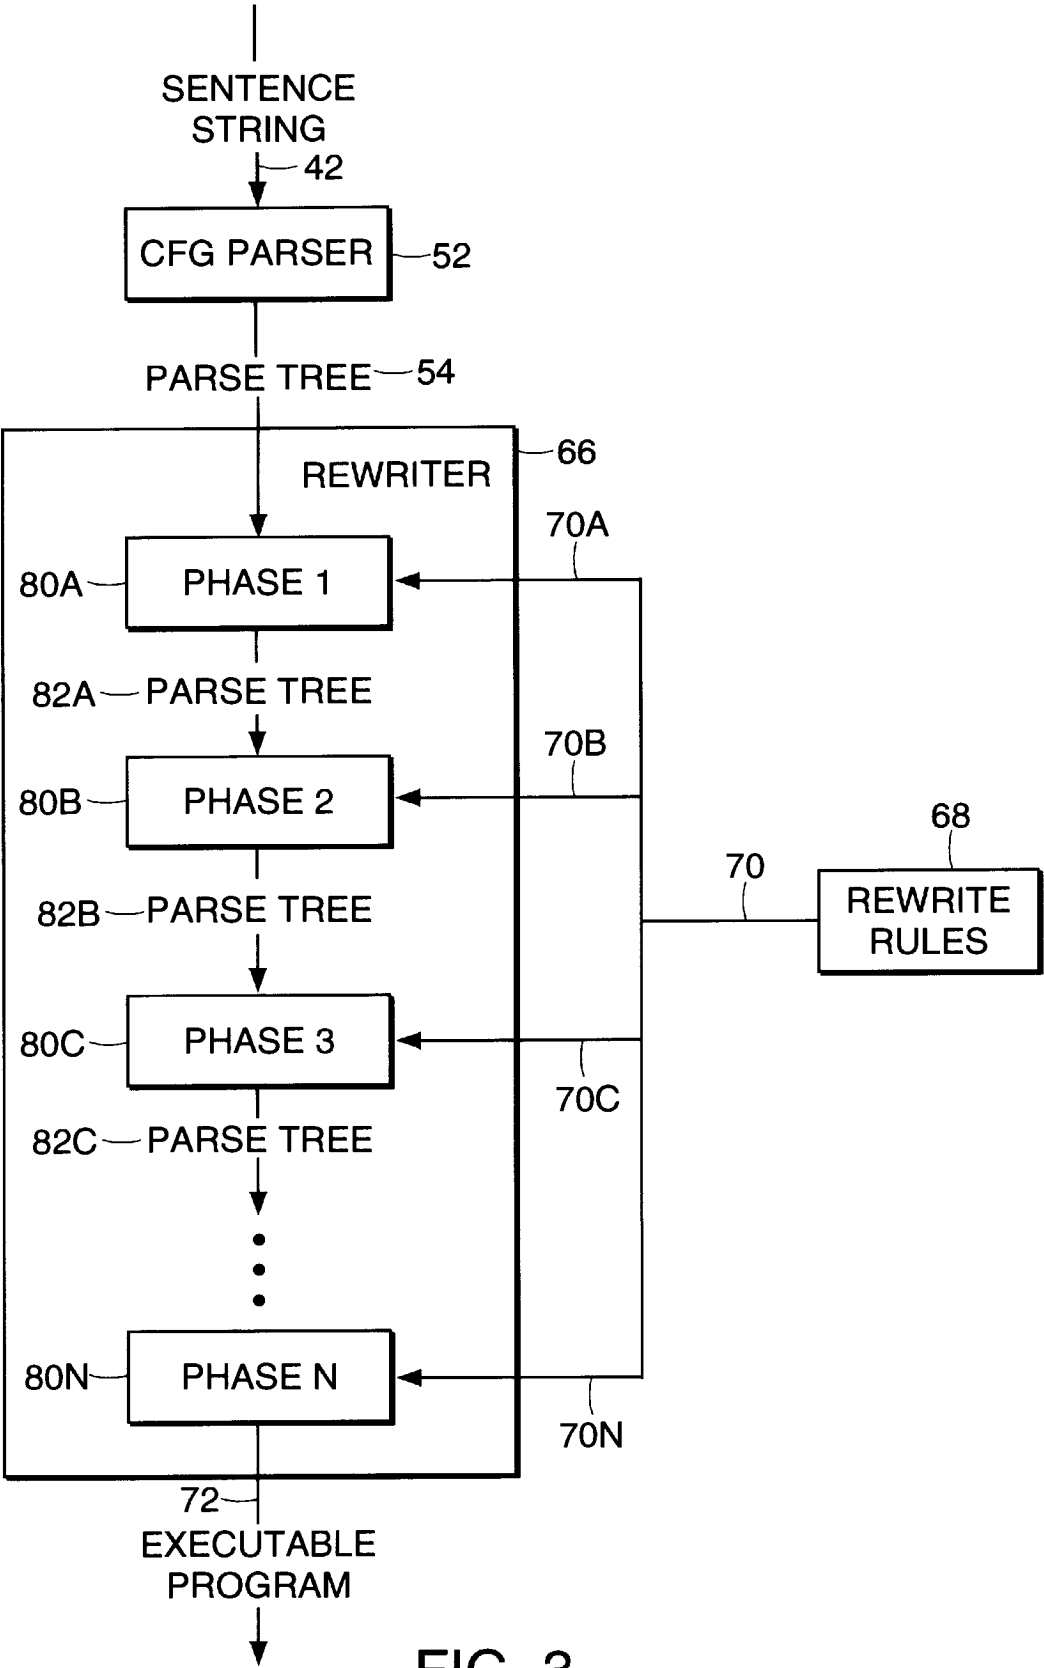 SENTENCE
STRING
42
CFG PARSER
52
PARSE TREE
54
66
REWRITER
70A
80A
PHASE 1
82A
PARSE TREE
70B
80B
PHASE 2
68
70
REWRITE
RULES
82B
PARSE TREE
80C
PHASE 3
70C
82C
PARSE TREE
80N
PHASE N
70N
72
EXECUTABLE
PROGRAM